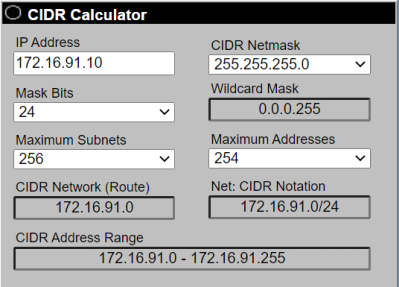 CIDR Calculator
IP Address
CIDR Netmask
172.16.91.10
255.255.255.0
Mask Bits
Wildcard Mask
24
0.0.0.255
Maximum Subnets
Maximum Addresses
256
254
CIDR Network (Route)
Net: CIDR Notation
172.16.91.0
172.16.91.0/24
CIDR Address Range
172.16.91.0 - 172.16.91.255